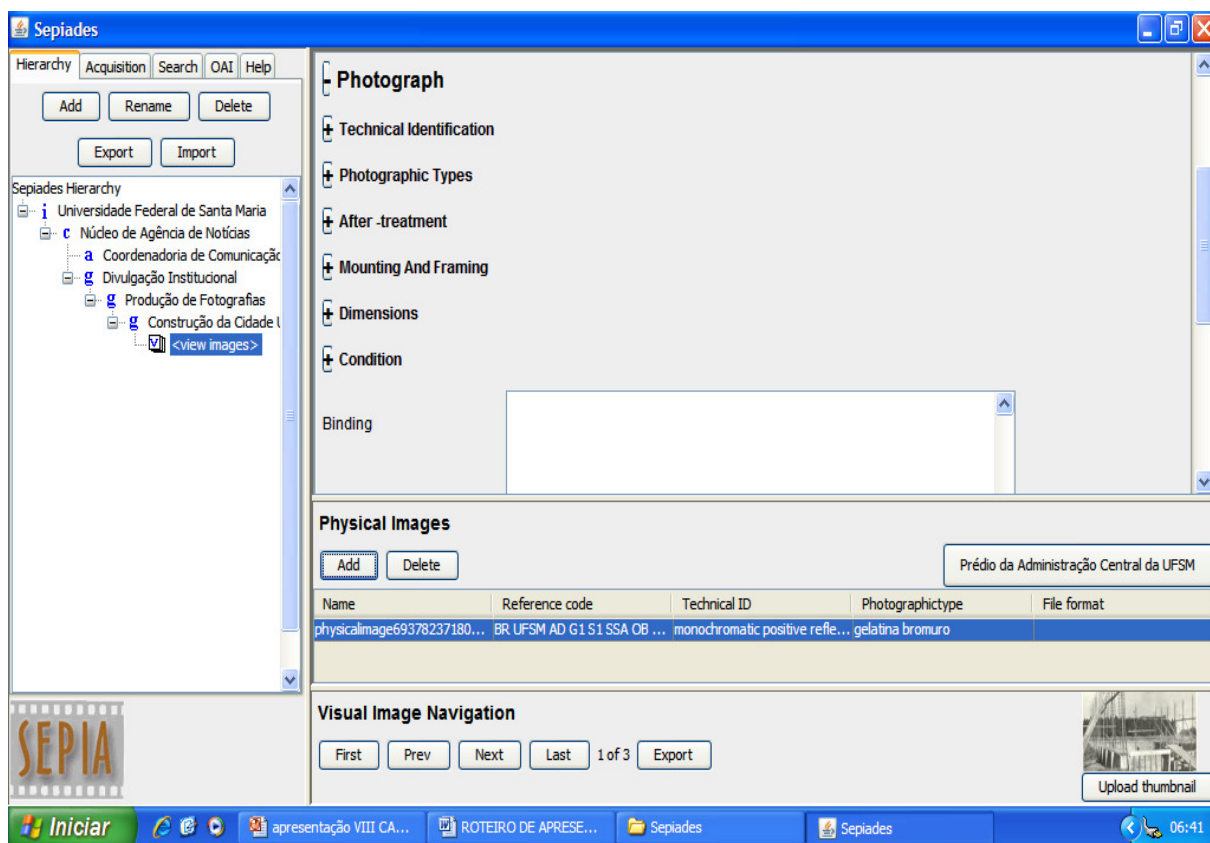 Sepiades
Hierarchy Acquisition Search OAI Help
Add Rename Delete
Export Import
Sepiades Hierarchy
i Universidade Federal de Santa Maria
c Núcleo de Agência de Notícias
a Coordenadoria de Comunicaçãc
g Divulgação Institucional
g Produção de Fotografias
g Construção da Cidade U
<view images>
SEPIA
Photograph
Technical Identification
Photographic Types
After -treatment
Mounting And Framing
Dimensions
Condition
Binding
Physical Images
Add Delete Prédio da Administração Central da UFSM
Name Reference code Technical ID Photographictype File format
physicalimage69378237180... BR UFSM AD G1 S1 SSA OB ... monochromatic positive refle... gelatina bromuro
Visual Image Navigation
First Prev Next Last 1 of 3 Export
Upload thumbnail
Iniciar apresentação VIII CA... ROTEIRO DE APRESE... Sepiades Sepiades 06:41